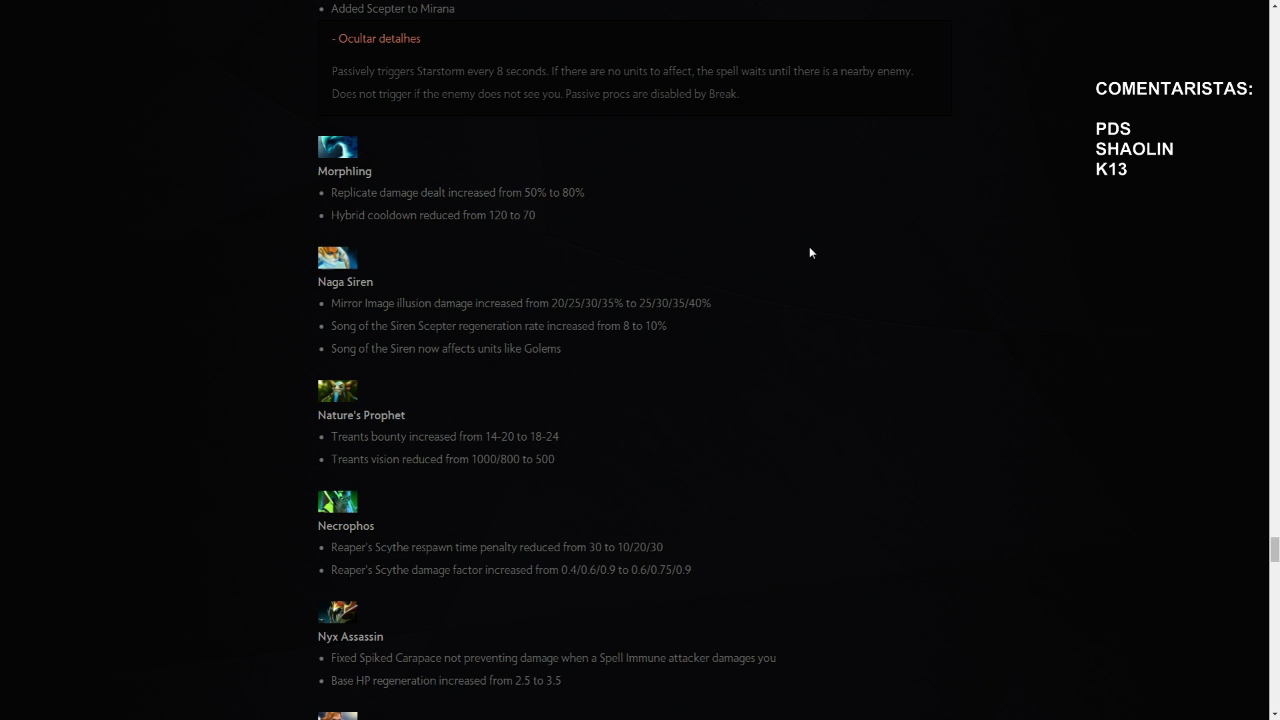 Added Scepter to Mirana
- Ocultar detalhes
Passively triggers Starstorm every 8 seconds. If there are no units to affect, the spell waits until there is a nearby enemy.
Does not trigger if the enemy does not see you. Passive procs are disabled by Break.
COMENTARISTAS:
PDS
SHAOLIN
K13
Morphling
Replicate damage dealt increased from 50% to 80%
Hybrid cooldown reduced from 120 to 70
Naga Siren
Mirror Image illusion damage increased from 20/25/30/35% to 25/30/35/40%
Song of the Siren Scepter regeneration rate increased from 8 to 10%
Song of the Siren now affects units like Golems
Nature's Prophet
Treants bounty increased from 14-20 to 18-24
Treants vision reduced from 1000/800 to 500
Necrophos
Reaper's Scythe respawn time penalty reduced from 30 to 10/20/30
Reaper's Scythe damage factor increased from 0.4/0.6/0.9 to 0.6/0.75/0.9
Nyx Assassin
Fixed Spiked Carapace not preventing damage when a Spell Immune attacker damages you
Base HP regeneration increased from 2.5 to 3.5